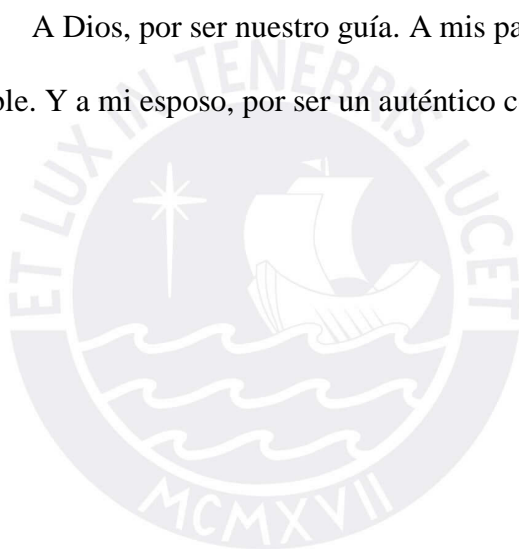 A Dios, por ser nuestro guía. A mis
ble. Y a mi esposo, por ser un auténtico
ET LUX IN TENEBRIS LUCET
MCMXVII